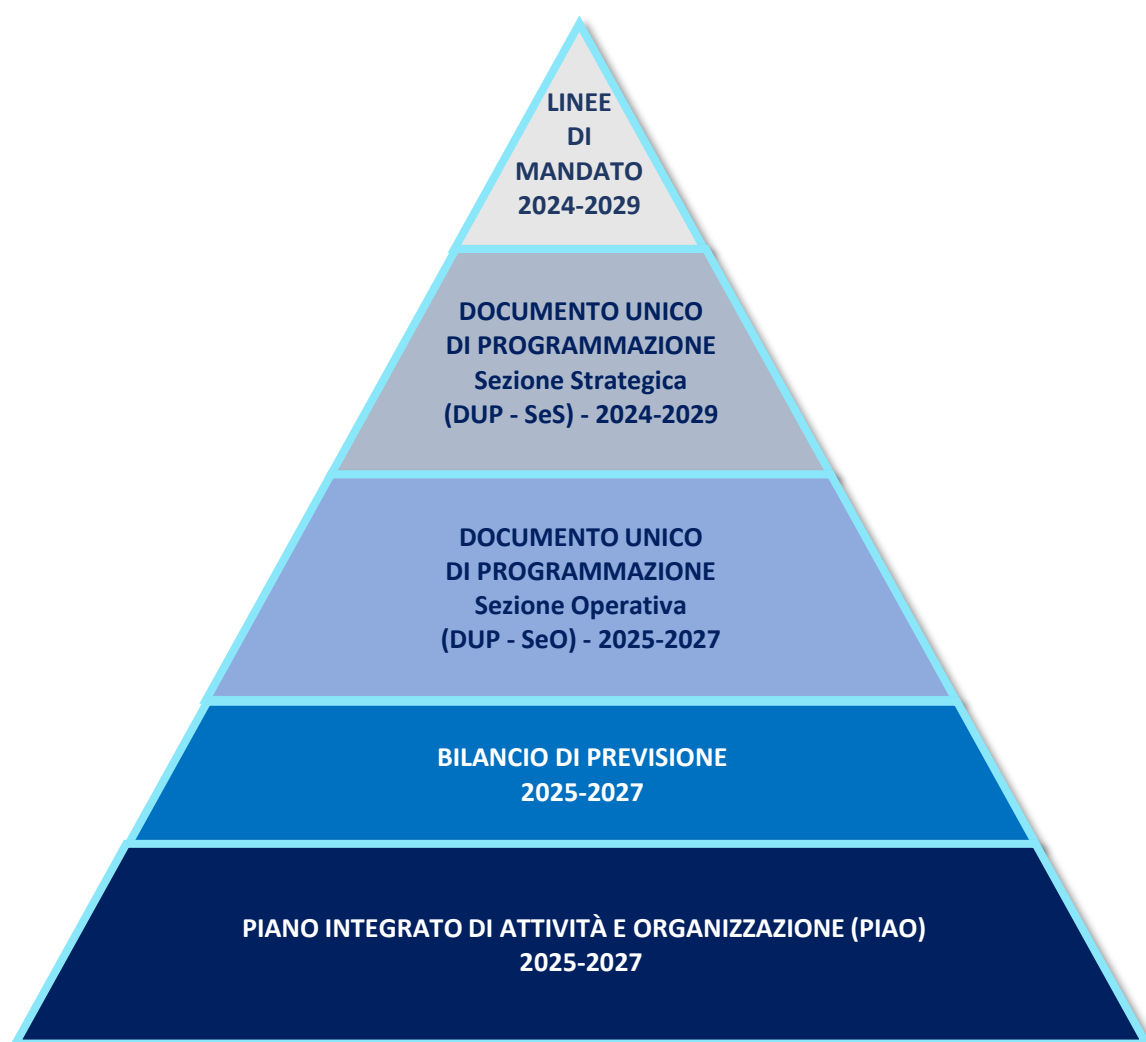 LINEE
DI
MANDATO
2024-2029
DOCUMENTO UNICO
DI PROGRAMMAZIONE
Sezione Strategica
(DUP - SeS) - 2024-2029
DOCUMENTO UNICO
DI PROGRAMMAZIONE
Sezione Operativa
(DUP - SeO) - 2025-2027
BILANCIO DI PREVISIONE
2025-2027
PIANO INTEGRATO DI ATTIVITÀ E ORGANIZZAZIONE (PIAO)
2025-2027